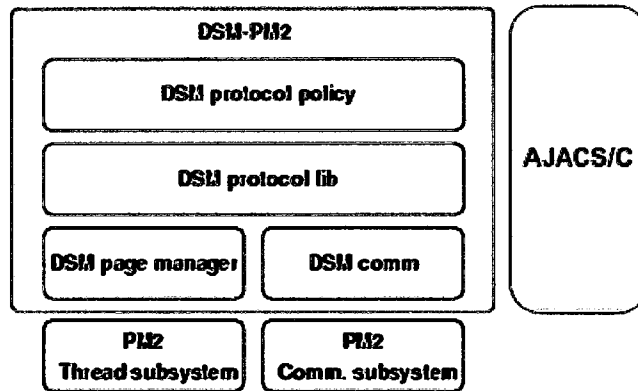 DSM-PM2
DSM protocol policy
AJACS/C
DSM protocol lib
DSM page manager
DSM comm
PM2
Thread subsystem
PM2
Comm. subsystem